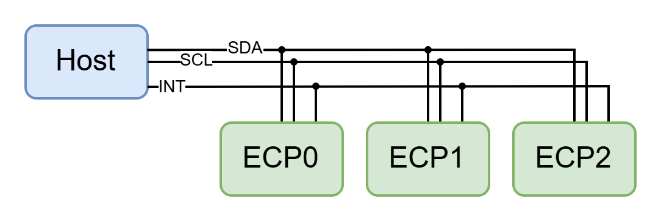 Host
SDA
SCL
INT
ECP0
ECP1
ECP2